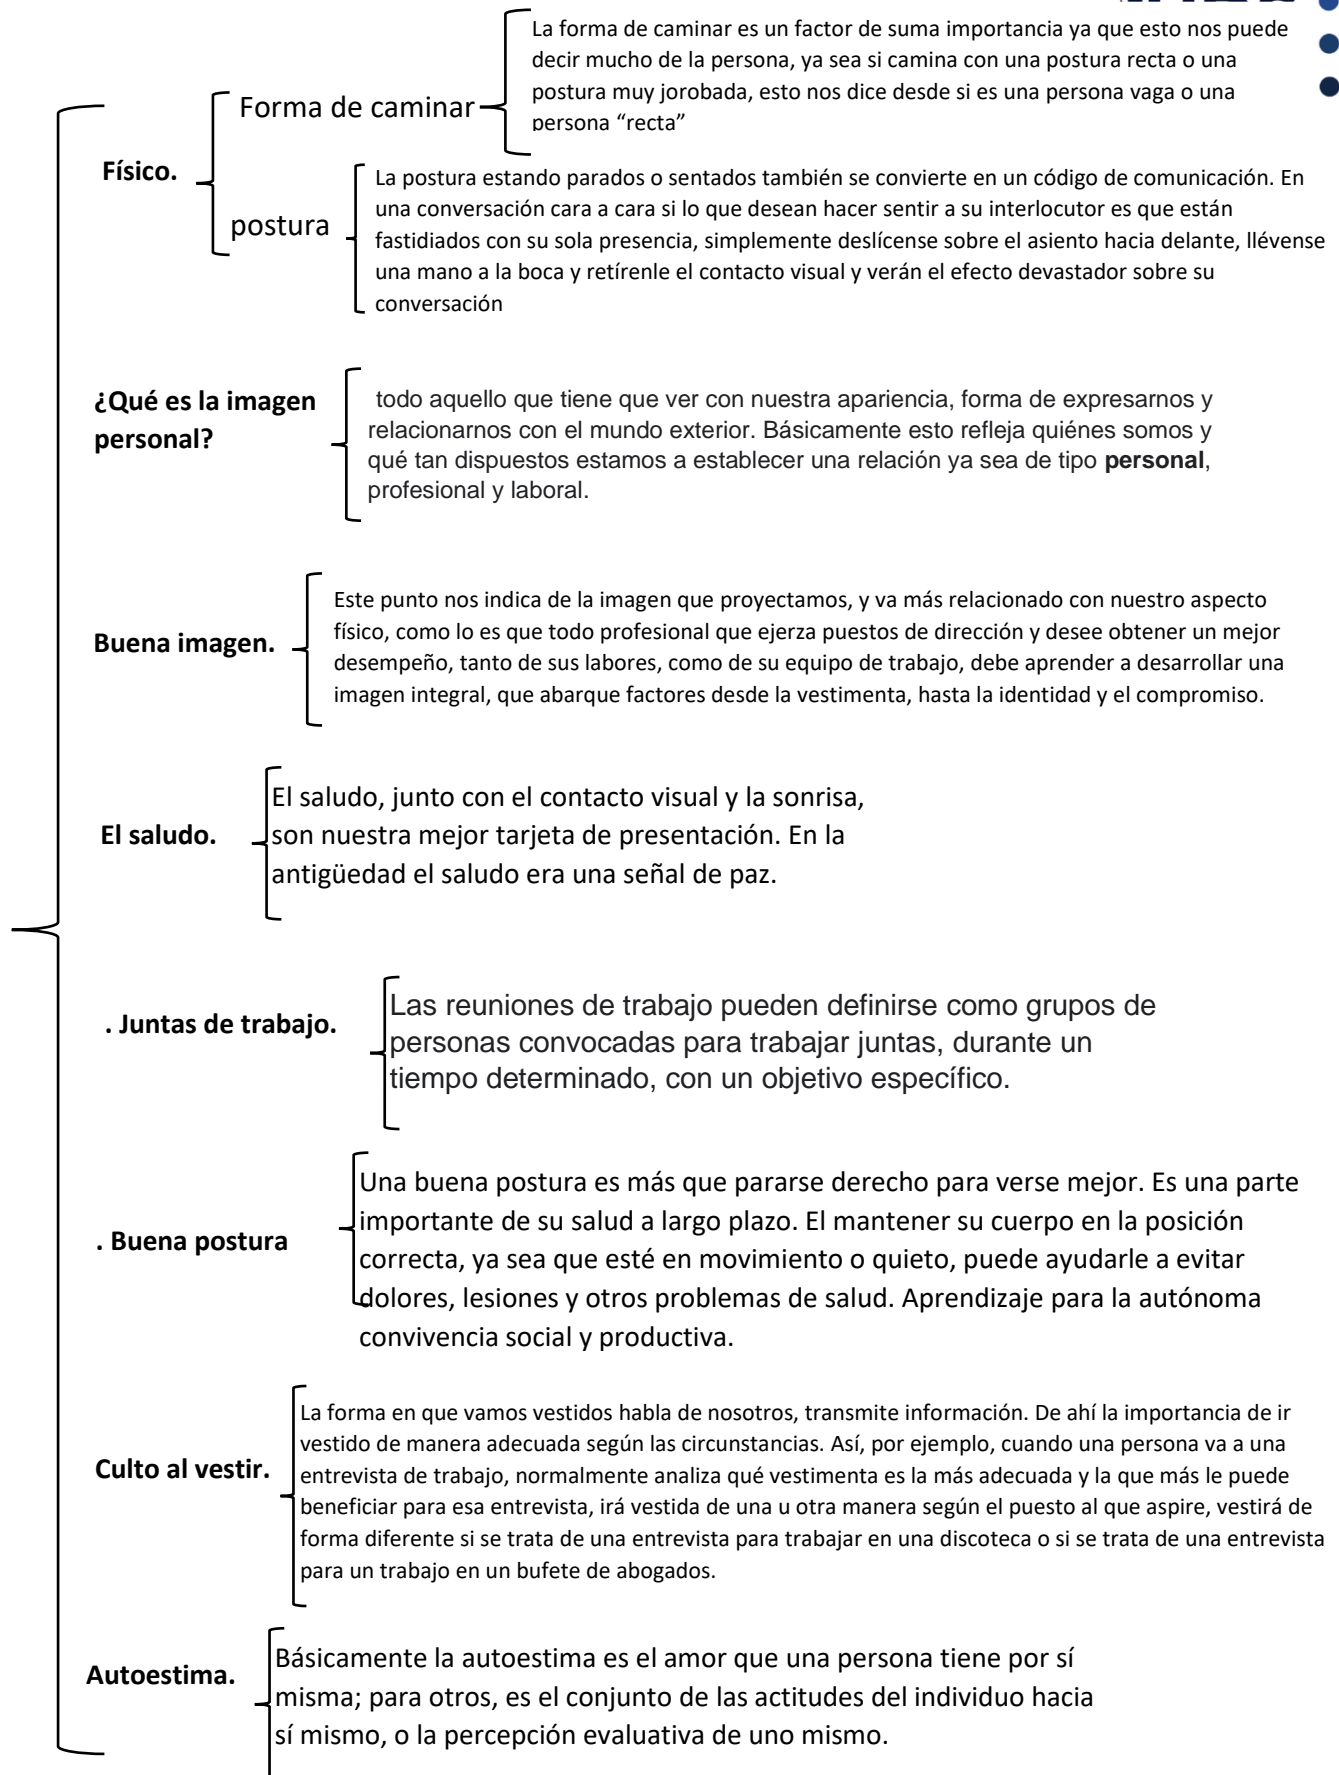 La forma de caminar es un factor de suma importancia ya que esto nos puede
decir mucho de la persona, ya sea si camina con una postura recta o una
postura muy jorobada, esto nos dice desde si es una persona vaga o una
persona “recta”
Forma de caminar
Físico.
La postura estando parados o sentados también se convierte en un código de comunicación. En
una conversación cara a cara si lo que desean hacer sentir a su interlocutor es que están
fastidiados con su sola presencia, simplemente deslícense sobre el asiento hacia delante, llévense
una mano a la boca y retírenle el contacto visual y verán el efecto devastador sobre su
conversación
postura
¿Qué es la imagen
personal?
todo aquello que tiene que ver con nuestra apariencia, forma de expresarnos y
relacionarnos con el mundo exterior. Básicamente esto refleja quiénes somos y
qué tan dispuestos estamos a establecer una relación ya sea de tipo personal,
profesional y laboral.
Buena imagen.
Este punto nos indica de la imagen que proyectamos, y va más relacionado con nuestro aspecto
físico, como lo es que todo profesional que ejerza puestos de dirección y desee obtener un mejor
desempeño, tanto de sus labores, como de su equipo de trabajo, debe aprender a desarrollar una
imagen integral, que abarque factores desde la vestimenta, hasta la identidad y el compromiso.
El saludo.
El saludo, junto con el contacto visual y la sonrisa,
son nuestra mejor tarjeta de presentación. En la
antigüedad el saludo era una señal de paz.
. Juntas de trabajo.
Las reuniones de trabajo pueden definirse como grupos de
personas convocadas para trabajar juntas, durante un
tiempo determinado, con un objetivo específico.
. Buena postura
Una buena postura es más que pararse derecho para verse mejor. Es una parte
importante de su salud a largo plazo. El mantener su cuerpo en la posición
correcta, ya sea que esté en movimiento o quieto, puede ayudarle a evitar
dolores, lesiones y otros problemas de salud. Aprendizaje para la autónoma
convivencia social y productiva.
Culto al vestir.
La forma en que vamos vestidos habla de nosotros, transmite información. De ahí la importancia de ir
vestido de manera adecuada según las circunstancias. Así, por ejemplo, cuando una persona va a una
entrevista de trabajo, normalmente analiza qué vestimenta es la más adecuada y la que más le puede
beneficiar para esa entrevista, irá vestida de una u otra manera según el puesto al que aspire, vestirá de
forma diferente si se trata de una entrevista para trabajar en una discoteca o si se trata de una entrevista
para un trabajo en un bufete de abogados.
Autoestima.
Básicamente la autoestima es el amor que una persona tiene por sí
misma; para otros, es el conjunto de las actitudes del individuo hacia
sí mismo, o la percepción evaluativa de uno mismo.